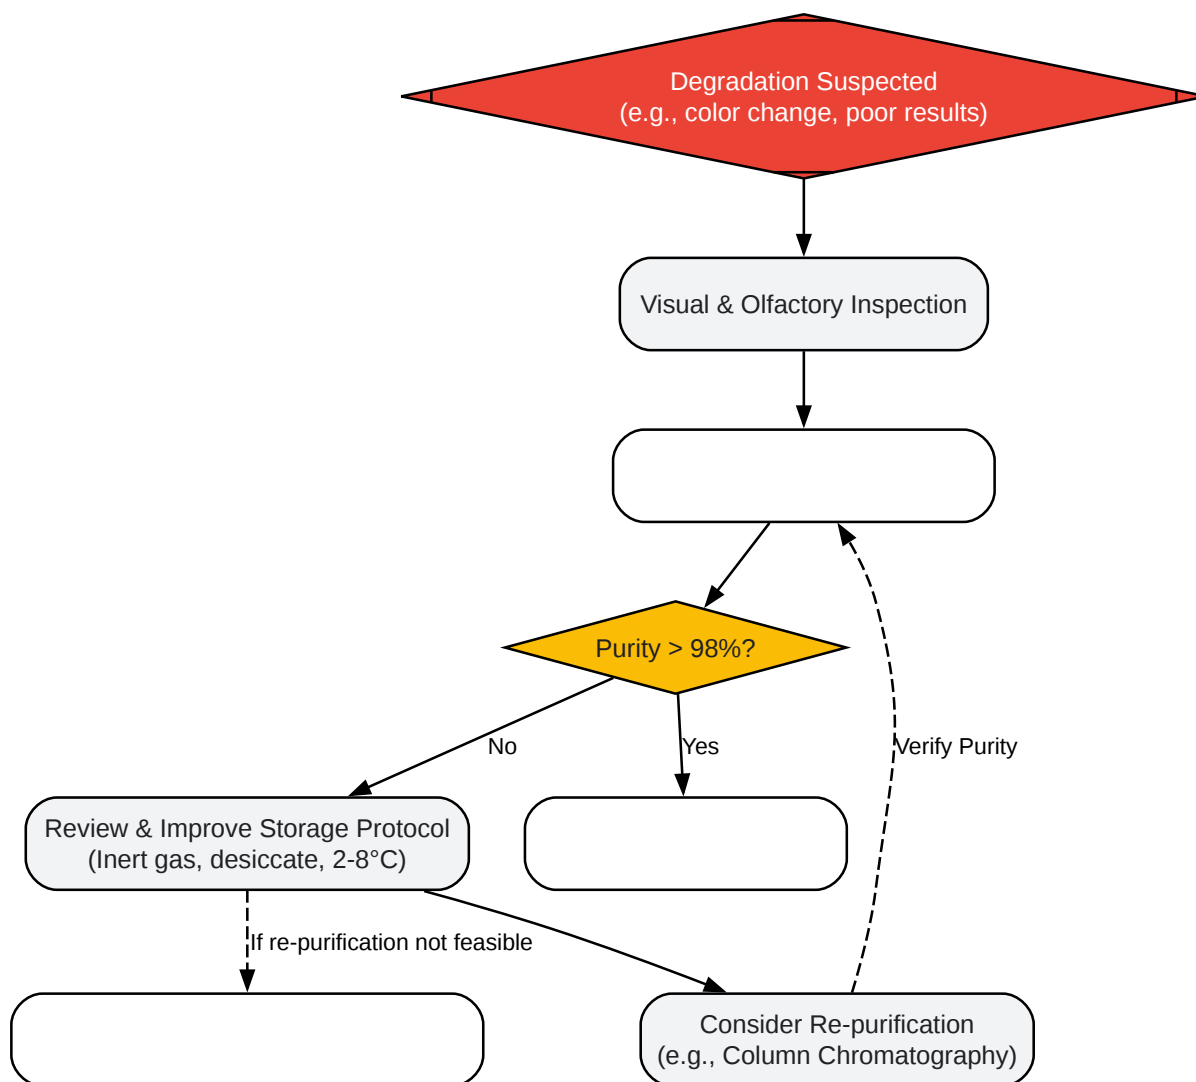 Degradation Suspected
(e.g., color change, poor results)
Visual & Olfactory Inspection
Purity > 98%?
No
Yes
Verify Purity
Review & Improve Storage Protocol
(Inert gas, desiccate, 2-8°C)
If re-purification not feasible
Consider Re-purification
(e.g., Column Chromatography)